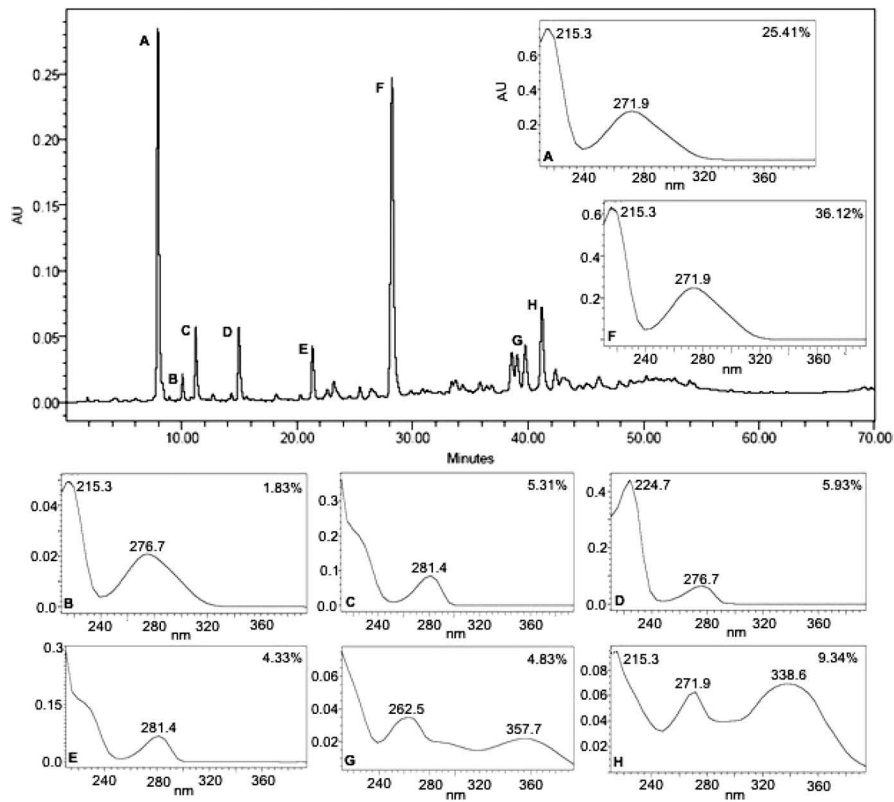 A
0.25
0.20
F
AU
0.15
0.10
H
C
D
0.05
E
G
B
0.00
10.00 20.00 30.00 40.00 50.00 60.00 70.00
Minutes
215.3 25.41%
0.6
AU
0.4
271.9
0.2
A
240 280 320 360
nm
0.6 215.3 36.12%
0.4
271.9
0.2
F
240 280 320 360
nm
215.3 1.83%
0.04
276.7
0.02
0.0 B
240 280 320 360
nm
5.31%
0.3
0.2
281.4
0.1
0.0 C
240 280 320 360
nm
224.7 5.93%
0.4
0.2
276.7
0.0 D
240 280 320 360
nm
0.3 4.33%
0.15
281.4
0.0 E
240 280 320 360
nm
4.83%
0.06
262.5
0.04
357.7
0.02
G
240 280 320 360
nm
215.3 338.6 9.34%
0.08
271.9
0.06
0.04
0.02
H
240 280 320 360
nm